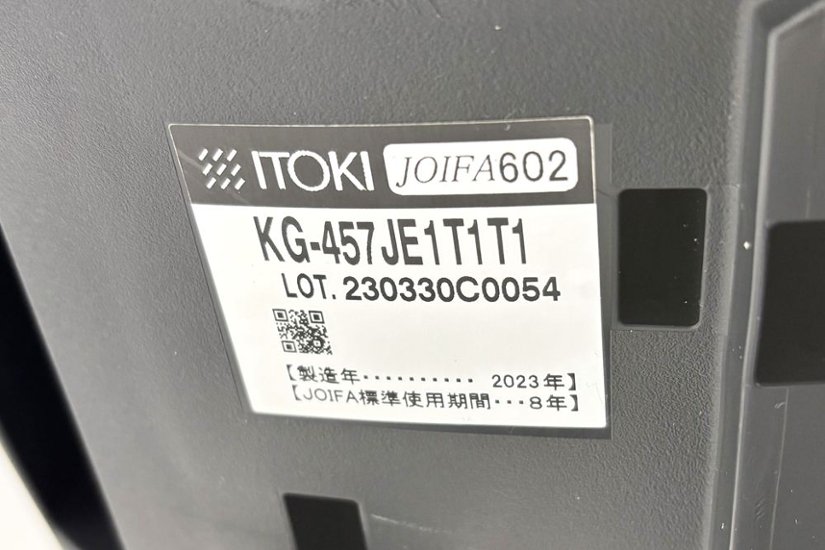 ITOKI JOIFA602
KG-457JE1T1T1
LOT. 230330C0054
【製造年・・・・・・・・・・ 2023年】
【JOIFA標準使用期間・・・8年】